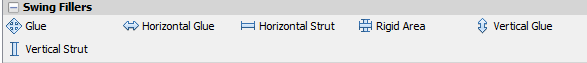 Swing Fillers
Glue Horizontal Glue Horizontal Strut Rigid Area Vertical Glue
Vertical Strut